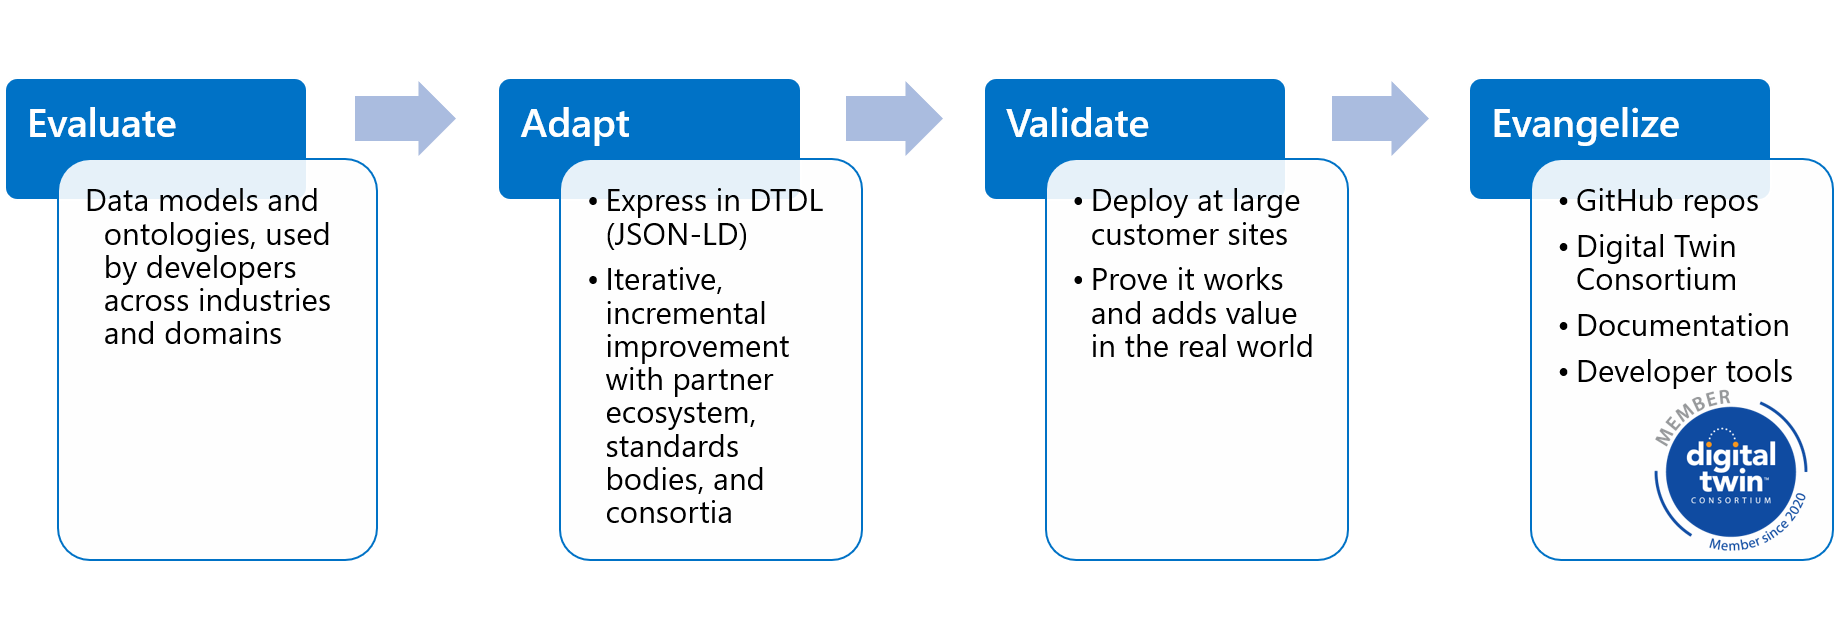 Evaluate
Data models and
ontologies, used
by developers
across industries
and domains
Adapt
• Express in DTDL
(JSON-LD)
• Iterative,
incremental
improvement
with partner
ecosystem,
standards
bodies, and
consortia
Validate
• Deploy at large
customer sites
• Prove it works
and adds value
in the real world
Evangelize
• GitHub repos
• Digital Twin
Consortium
• Documentation
• Developer tools
MEMBER
digital
twin™
CONSORTIUM
Member since 2020